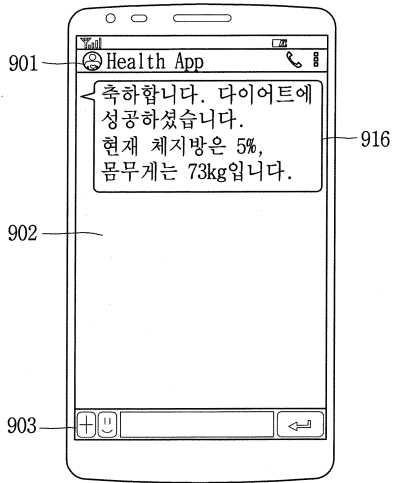 901
Health App
축하합니다. 다이어트에
성공하셨습니다.
현재 체지방은 5%,
몸무게는 73kg입니다.
916
902
903